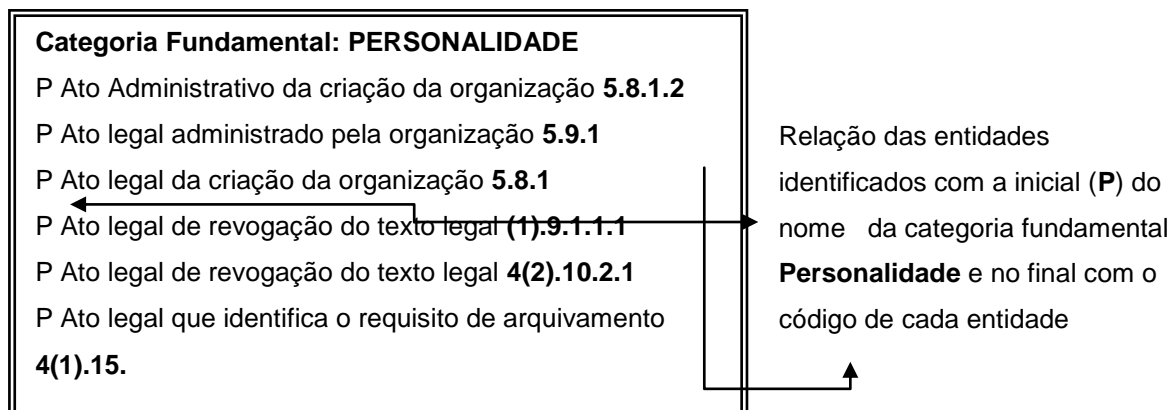 Categoria Fundamental: PERSONALIDADE
P Ato Administrativo da criação da organização 5.8.1.2
P Ato legal administrado pela organização 5.9.1
P Ato legal da criação da organização 5.8.1
P Ato legal de revogação do texto legal (1).9.1.1.1
P Ato legal de revogação do texto legal 4(2).10.2.1
P Ato legal que identifica o requisito de arquivamento
4(1).15.
Relação das entidades
identificados com a inicial (P) do
nome da categoria fundamental
Personalidade e no final com o
código de cada entidade